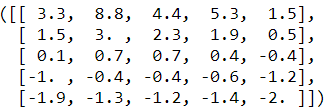 ([[ 3.3,  8.8,  4.4,  5.3,  1.5],
[ 1.5,  3. ,  2.3,  1.9,  0.5],
[ 0.1,  0.7,  0.7,  0.4, -0.4],
[-1. , -0.4, -0.4, -0.6, -1.2],
[-1.9, -1.3, -1.2, -1.4, -2. ]])